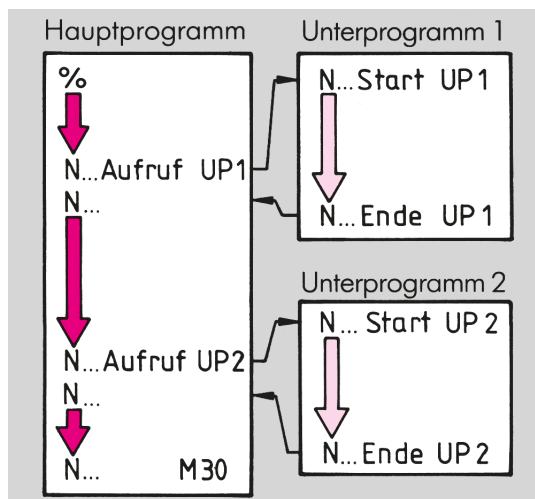 Hauptprogramm
%
N... Aufruf UP1
N...
N... Aufruf UP2
N...
N... M30
Unterprogramm 1
N... Start UP1
N... Ende UP1
Unterprogramm 2
N... Start UP2
N... Ende UP2